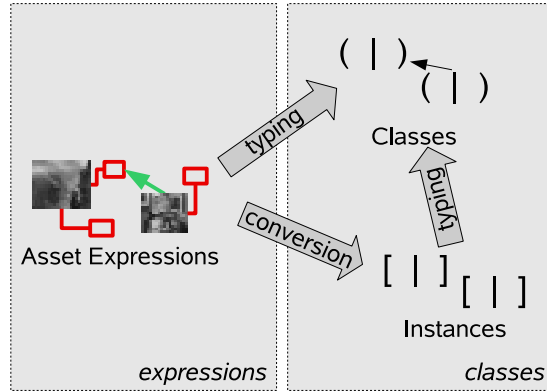 ( | )
( | )
Classes
typing
typing
Asset Expressions
conversion
[ | ]
[ | ]
Instances
expressions
classes